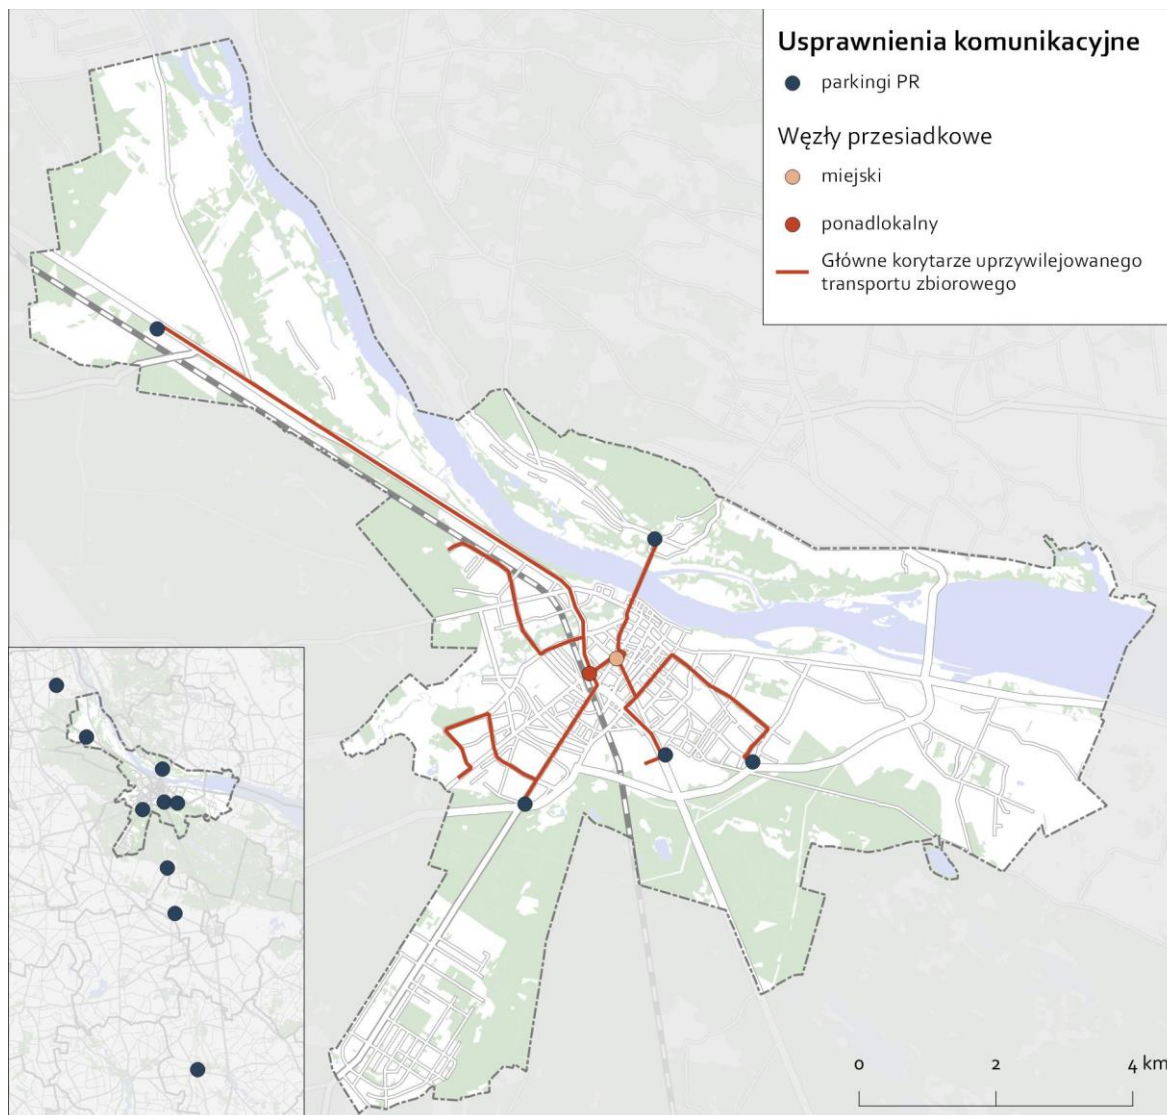 Usprawnienia komunikacyjne
parkingi PR
Węzły przesiadkowe
miejski
ponadlokalny
Główne korytarze uprzywilejowanego
transportu zbiorowego
0 2 4 km